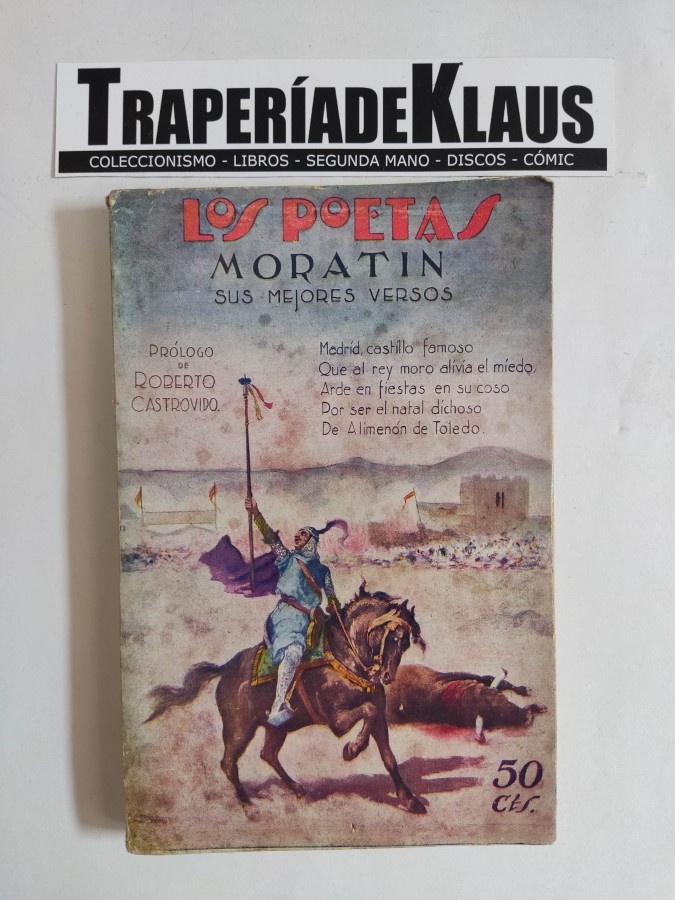 TRAPERÍADEKLAUS
COLECCIONISMO - LIBROS - SEGUNDA MANO - DISCOS - CÓMIC
LOS POETAS
MORATIN
SUS MEJORES VERSOS
PRÓLOGO
DE
ROBERTO
CASTROVIDO.
Madrid, castillo famoso
Que al rey moro alivia el miedo,
Arde en fiestas en su coso
Por ser el natal dichoso
De Alimenón de Toledo.
50
Cts.